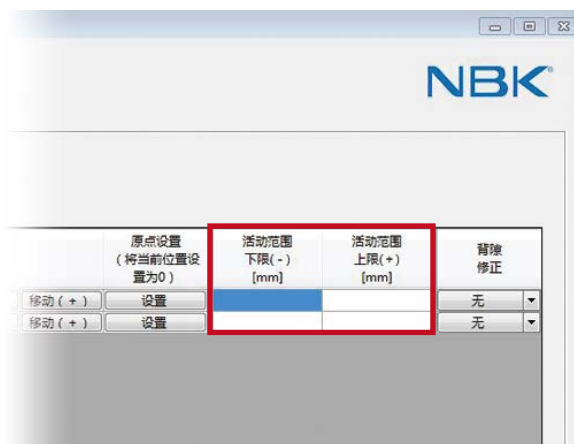 NBK®
原点设置
(将当前位置设
置为0)
活动范围
下限(-)
[mm]
活动范围
上限(+)
[mm]
背隙
修正
移动(+) 设置 无
移动(+) 设置 无